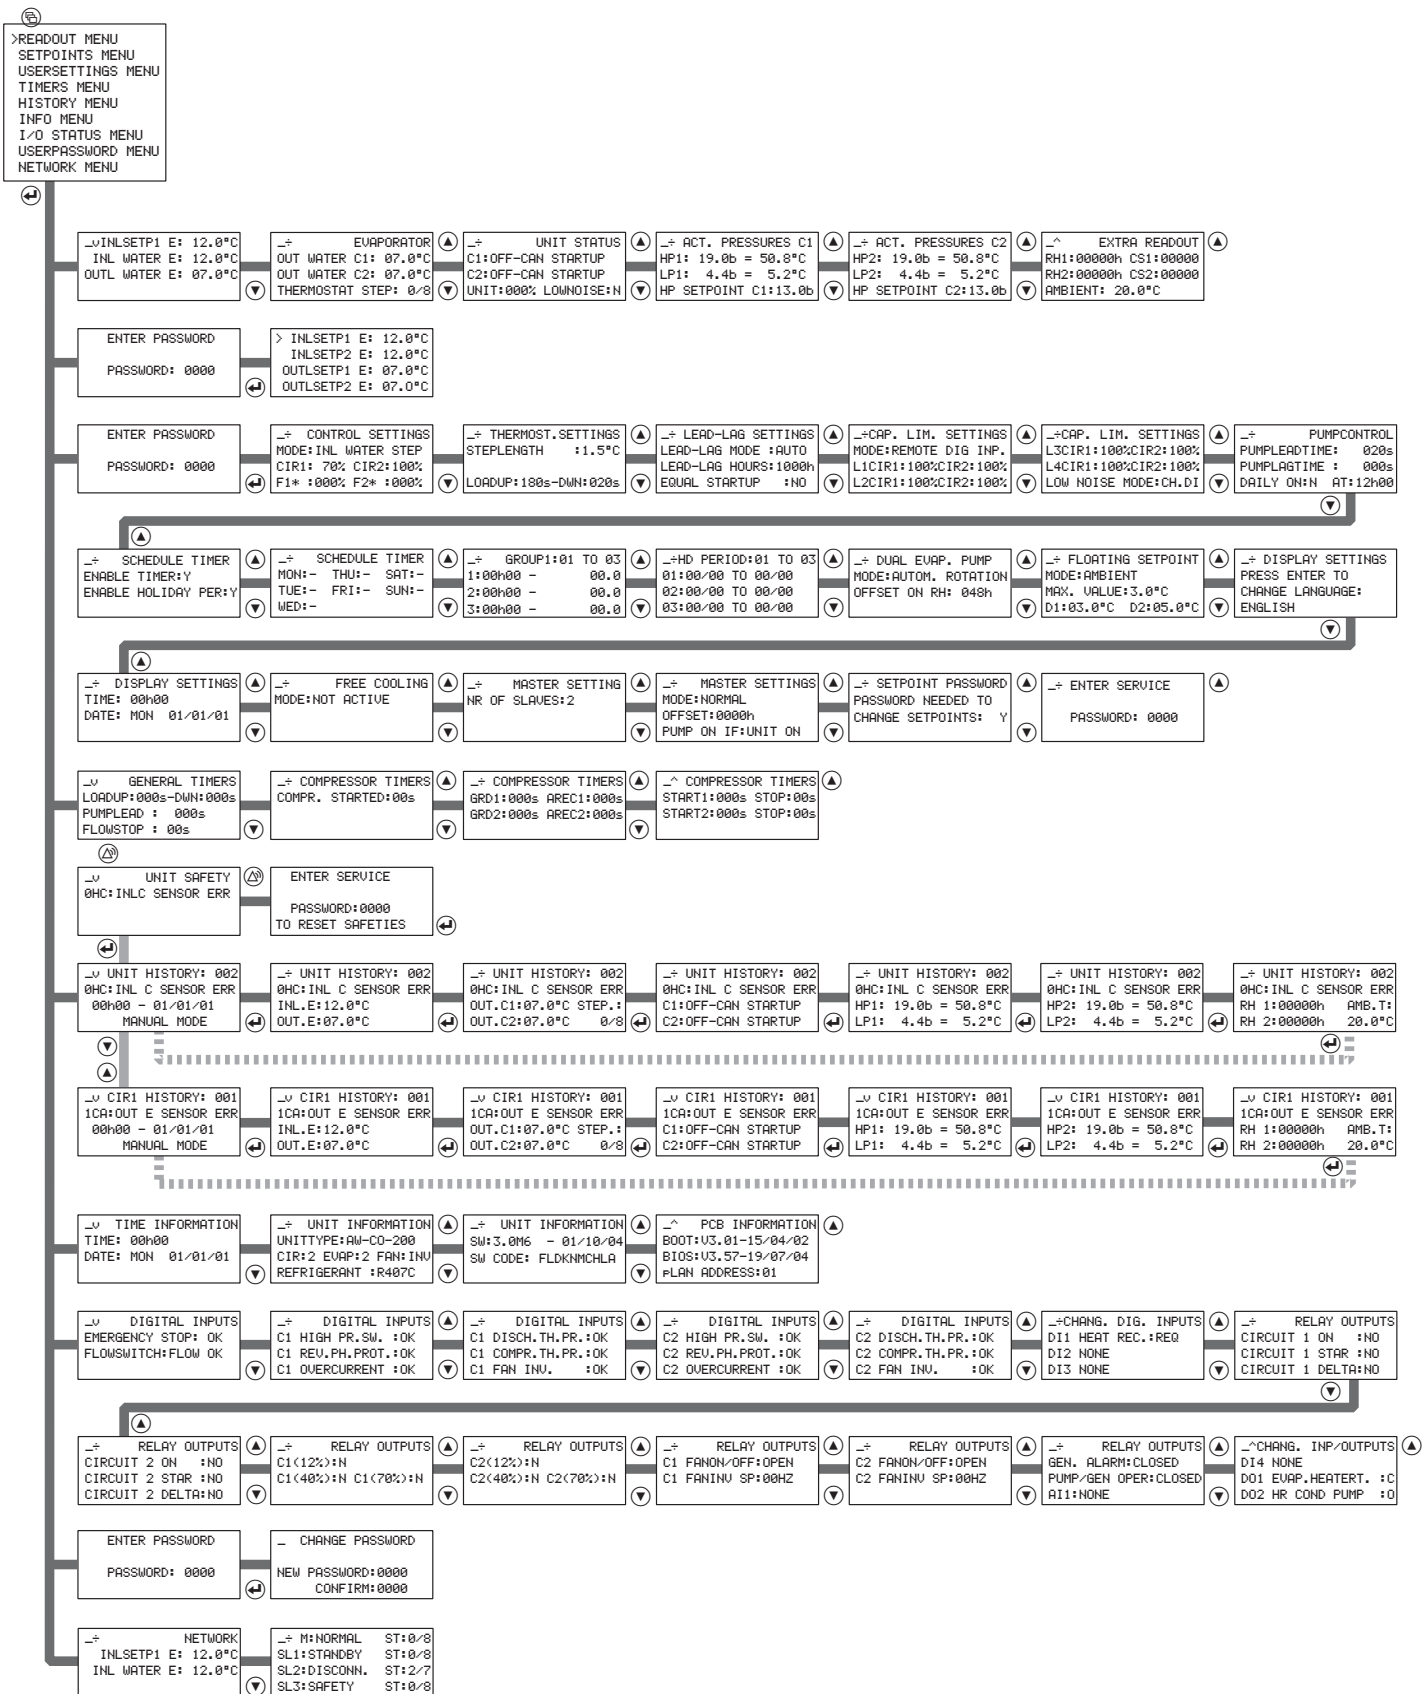 >READOUT MENU
SETPOINTS MENU
USERSETTINGS MENU
TIMERS MENU
HISTORY MENU
INFO MENU
I/O STATUS MENU
USERPASSWORD MENU
NETWORK MENU
_vINLSETP1 E: 12.0°C
INL WATER E: 12.0°C
OUTL WATER E: 07.0°C
_÷ EVAPORATOR
OUT WATER C1: 07.0°C
OUT WATER C2: 07.0°C
THERMOSTAT STEP: 0/8
_÷ UNIT STATUS
C1:OFF-CAN STARTUP
C2:OFF-CAN STARTUP
UNIT:000% LOWNOISE:N
_÷ ACT. PRESSURES C1
HP1: 19.0b = 50.8°C
LP1: 4.4b = 5.2°C
HP SETPOINT C1:13.0b
_÷ ACT. PRESSURES C2
HP2: 19.0b = 50.8°C
LP2: 4.4b = 5.2°C
HP SETPOINT C2:13.0b
_^ EXTRA READOUT
RH1:00000h CS1:00000
RH2:00000h CS2:00000
AMBIENT: 20.0°C
ENTER PASSWORD
PASSWORD: 0000
> INLSETP1 E: 12.0°C
INLSETP2 E: 12.0°C
OUTLSETP1 E: 07.0°C
OUTLSETP2 E: 07.0°C
ENTER PASSWORD
PASSWORD: 0000
_÷ CONTROL SETTINGS
MODE:INL WATER STEP
CIR1: 70% CIR2:100%
F1* :000% F2* :000%
_÷ THERMOST.SETTINGS
STEPLENGTH :1.5°C
LOADUP:180s-DWN:020s
_÷ LEAD-LAG SETTINGS
LEAD-LAG MODE :AUTO
LEAD-LAG HOURS:1000h
EQUAL STARTUP :NO
_÷CAP. LIM. SETTINGS
MODE:REMOTE DIG INP.
L1CIR1:100%CIR2:100%
L2CIR1:100%CIR2:100%
_÷CAP. LIM. SETTINGS
L3CIR1:100%CIR2:100%
L4CIR1:100%CIR2:100%
LOW NOISE MODE:CH.DI
_÷ PUMPCONTROL
PUMPLEADTIME: 020s
PUMPLAGTIME : 000s
DAILY ON:N AT:12h00
_÷ SCHEDULE TIMER
ENABLE TIMER:Y
ENABLE HOLIDAY PER:Y
_÷ SCHEDULE TIMER
MON:- THU:- SAT:-
TUE:- FRI:- SUN:-
WED:-
_÷ GROUP1:01 TO 03
1:00h00 - 00.0
2:00h00 - 00.0
3:00h00 - 00.0
_÷HD PERIOD:01 TO 03
01:00/00 TO 00/00
02:00/00 TO 00/00
03:00/00 TO 00/00
_÷ DUAL EVAP. PUMP
MODE:AUTOM. ROTATION
OFFSET ON RH: 048h
_÷ FLOATING SETPOINT
MODE:AMBIENT
MAX. VALUE:3.0°C
D1:03.0°C D2:05.0°C
_÷ DISPLAY SETTINGS
PRESS ENTER TO
CHANGE LANGUAGE:
ENGLISH
_÷ DISPLAY SETTINGS
TIME: 00h00
DATE: MON 01/01/01
_÷ FREE COOLING
MODE:NOT ACTIVE
_÷ MASTER SETTING
NR OF SLAVES:2
_÷ MASTER SETTINGS
MODE:NORMAL
OFFSET:0000h
PUMP ON IF:UNIT ON
_÷ SETPOINT PASSWORD
PASSWORD NEEDED TO
CHANGE SETPOINTS: Y
_÷ ENTER SERVICE
PASSWORD: 0000
_v GENERAL TIMERS
LOADUP:000s-DWN:000s
PUMPLEAD : 000s
FLOWSTOP : 00s
_÷ COMPRESSOR TIMERS
COMPR. STARTED:00s
_÷ COMPRESSOR TIMERS
GRD1:000s AREC1:000s
GRD2:000s AREC2:000s
_^ COMPRESSOR TIMERS
START1:000s STOP:00s
START2:000s STOP:00s
_v UNIT SAFETY
0HC:INLC SENSOR ERR
ENTER SERVICE
PASSWORD:0000
TO RESET SAFETIES
_v UNIT HISTORY: 002
0HC:INL C SENSOR ERR
00h00 - 01/01/01
MANUAL MODE
_÷ UNIT HISTORY: 002
0HC:INL C SENSOR ERR
INL.E:12.0°C
OUT.E:07.0°C
_÷ UNIT HISTORY: 002
0HC:INL C SENSOR ERR
OUT.C1:07.0°C STEP.:
OUT.C2:07.0°C 0/8
_÷ UNIT HISTORY: 002
0HC:INL C SENSOR ERR
C1:OFF-CAN STARTUP
C2:OFF-CAN STARTUP
_÷ UNIT HISTORY: 002
0HC:INL C SENSOR ERR
HP1: 19.0b = 50.8°C
LP1: 4.4b = 5.2°C
_÷ UNIT HISTORY: 002
0HC:INL C SENSOR ERR
HP2: 19.0b = 50.8°C
LP2: 4.4b = 5.2°C
_÷ UNIT HISTORY: 002
0HC:INL C SENSOR ERR
RH 1:00000h AMB.T:
RH 2:00000h 20.0°C
_v CIR1 HISTORY: 001
1CA:OUT E SENSOR ERR
00h00 - 01/01/01
MANUAL MODE
_v CIR1 HISTORY: 001
1CA:OUT E SENSOR ERR
INL.E:12.0°C
OUT.E:07.0°C
_v CIR1 HISTORY: 001
1CA:OUT E SENSOR ERR
OUT.C1:07.0°C STEP.:
OUT.C2:07.0°C 0/8
_v CIR1 HISTORY: 001
1CA:OUT E SENSOR ERR
C1:OFF-CAN STARTUP
C2:OFF-CAN STARTUP
_v CIR1 HISTORY: 001
1CA:OUT E SENSOR ERR
HP1: 19.0b = 50.8°C
LP1: 4.4b = 5.2°C
_v CIR1 HISTORY: 001
1CA:OUT E SENSOR ERR
HP2: 19.0b = 50.8°C
LP2: 4.4b = 5.2°C
_v CIR1 HISTORY: 001
1CA:OUT E SENSOR ERR
RH 1:00000h AMB.T:
RH 2:00000h 20.0°C
_v TIME INFORMATION
TIME: 00h00
DATE: MON 01/01/01
_÷ UNIT INFORMATION
UNITTYPE:AW-CO-200
CIR:2 EVAP:2 FAN:INV
REFRIGERANT :R407C
_÷ UNIT INFORMATION
SW:3.0M6 - 01/10/04
SW CODE: FLDKNMCHLA
_^ PCB INFORMATION
BOOT:V3.01-15/04/02
BIOS:V3.57-19/07/04
pLAN ADDRESS:01
_v DIGITAL INPUTS
EMERGENCY STOP: OK
FLOWSWITCH:FLOW OK
_÷ DIGITAL INPUTS
C1 HIGH PR.SW. :OK
C1 REV.PH.PROT.:OK
C1 OVERCURRENT :OK
_÷ DIGITAL INPUTS
C1 DISCH.TH.PR.:OK
C1 COMPR.TH.PR.:OK
C1 FAN INV. :OK
_÷ DIGITAL INPUTS
C2 HIGH PR.SW. :OK
C2 REV.PH.PROT.:OK
C2 OVERCURRENT :OK
_÷ DIGITAL INPUTS
C2 DISCH.TH.PR.:OK
C2 COMPR.TH.PR.:OK
C2 FAN INV. :OK
_÷CHANG. DIG. INPUTS
DI1 HEAT REC.:REQ
DI2 NONE
DI3 NONE
_÷ RELAY OUTPUTS
CIRCUIT 1 ON :NO
CIRCUIT 1 STAR :NO
CIRCUIT 1 DELTA:NO
_÷ RELAY OUTPUTS
CIRCUIT 2 ON :NO
CIRCUIT 2 STAR :NO
CIRCUIT 2 DELTA:NO
_÷ RELAY OUTPUTS
C1(12%):N
C1(40%):N C1(70%):N
_÷ RELAY OUTPUTS
C2(12%):N
C2(40%):N C2(70%):N
_÷ RELAY OUTPUTS
C1 FANON/OFF:OPEN
C1 FANINV SP:00HZ
_÷ RELAY OUTPUTS
C2 FANON/OFF:OPEN
C2 FANINV SP:00HZ
_÷ RELAY OUTPUTS
GEN. ALARM:CLOSED
PUMP/GEN OPER:CLOSED
AI1:NONE
_^CHANG. INP/OUTPUTS
DI4 NONE
DO1 EVAP.HEATERT. :C
DO2 HR COND PUMP :O
ENTER PASSWORD
PASSWORD: 0000
_ CHANGE PASSWORD
NEW PASSWORD:0000
CONFIRM:0000
_÷ NETWORK
INLSETP1 E: 12.0°C
INL WATER E: 12.0°C
_÷ M:NORMAL ST:0/8
SL1:STANDBY ST:0/8
SL2:DISCONN. ST:2/7
SL3:SAFETY ST:0/8